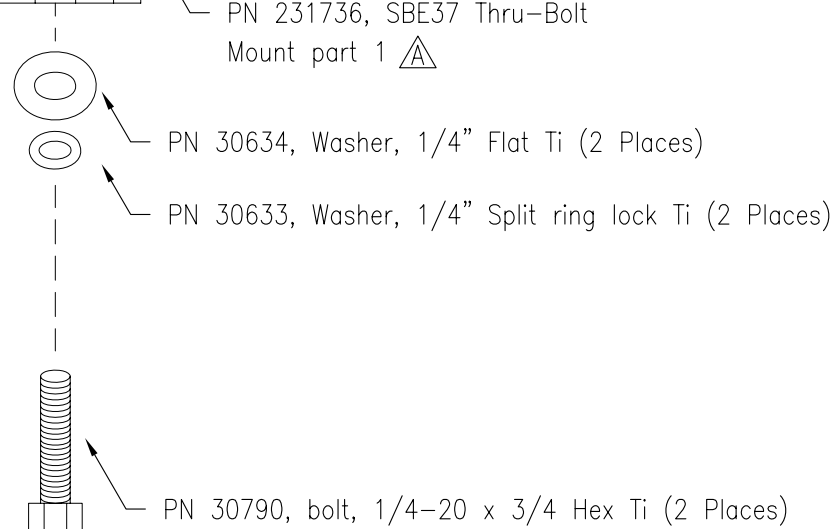 PN 231736, SBE37 Thru-Bolt
Mount part 1 A
PN 30634, Washer, 1/4" Flat Ti (2 Places)
PN 30633, Washer, 1/4" Split ring lock Ti (2 Places)
PN 30790, bolt, 1/4-20 x 3/4 Hex Ti (2 Places)